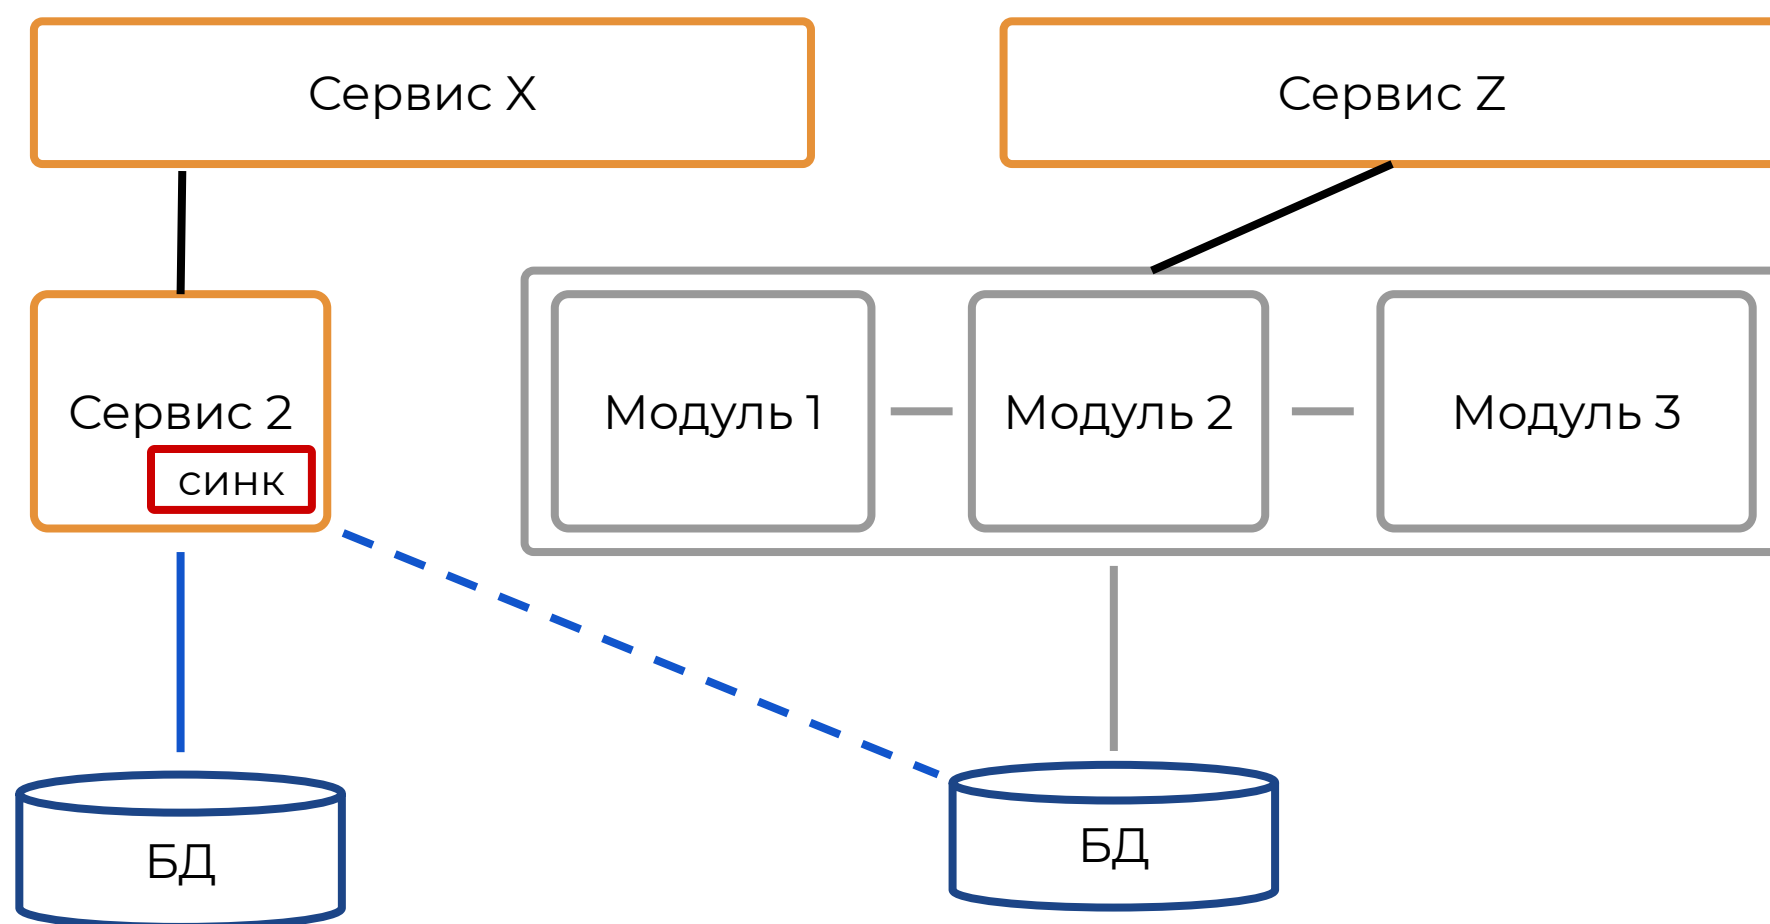 Сервис X
Сервис Z
Сервис 2
синк
Модуль 1
Модуль 2
Модуль 3
БД
БД